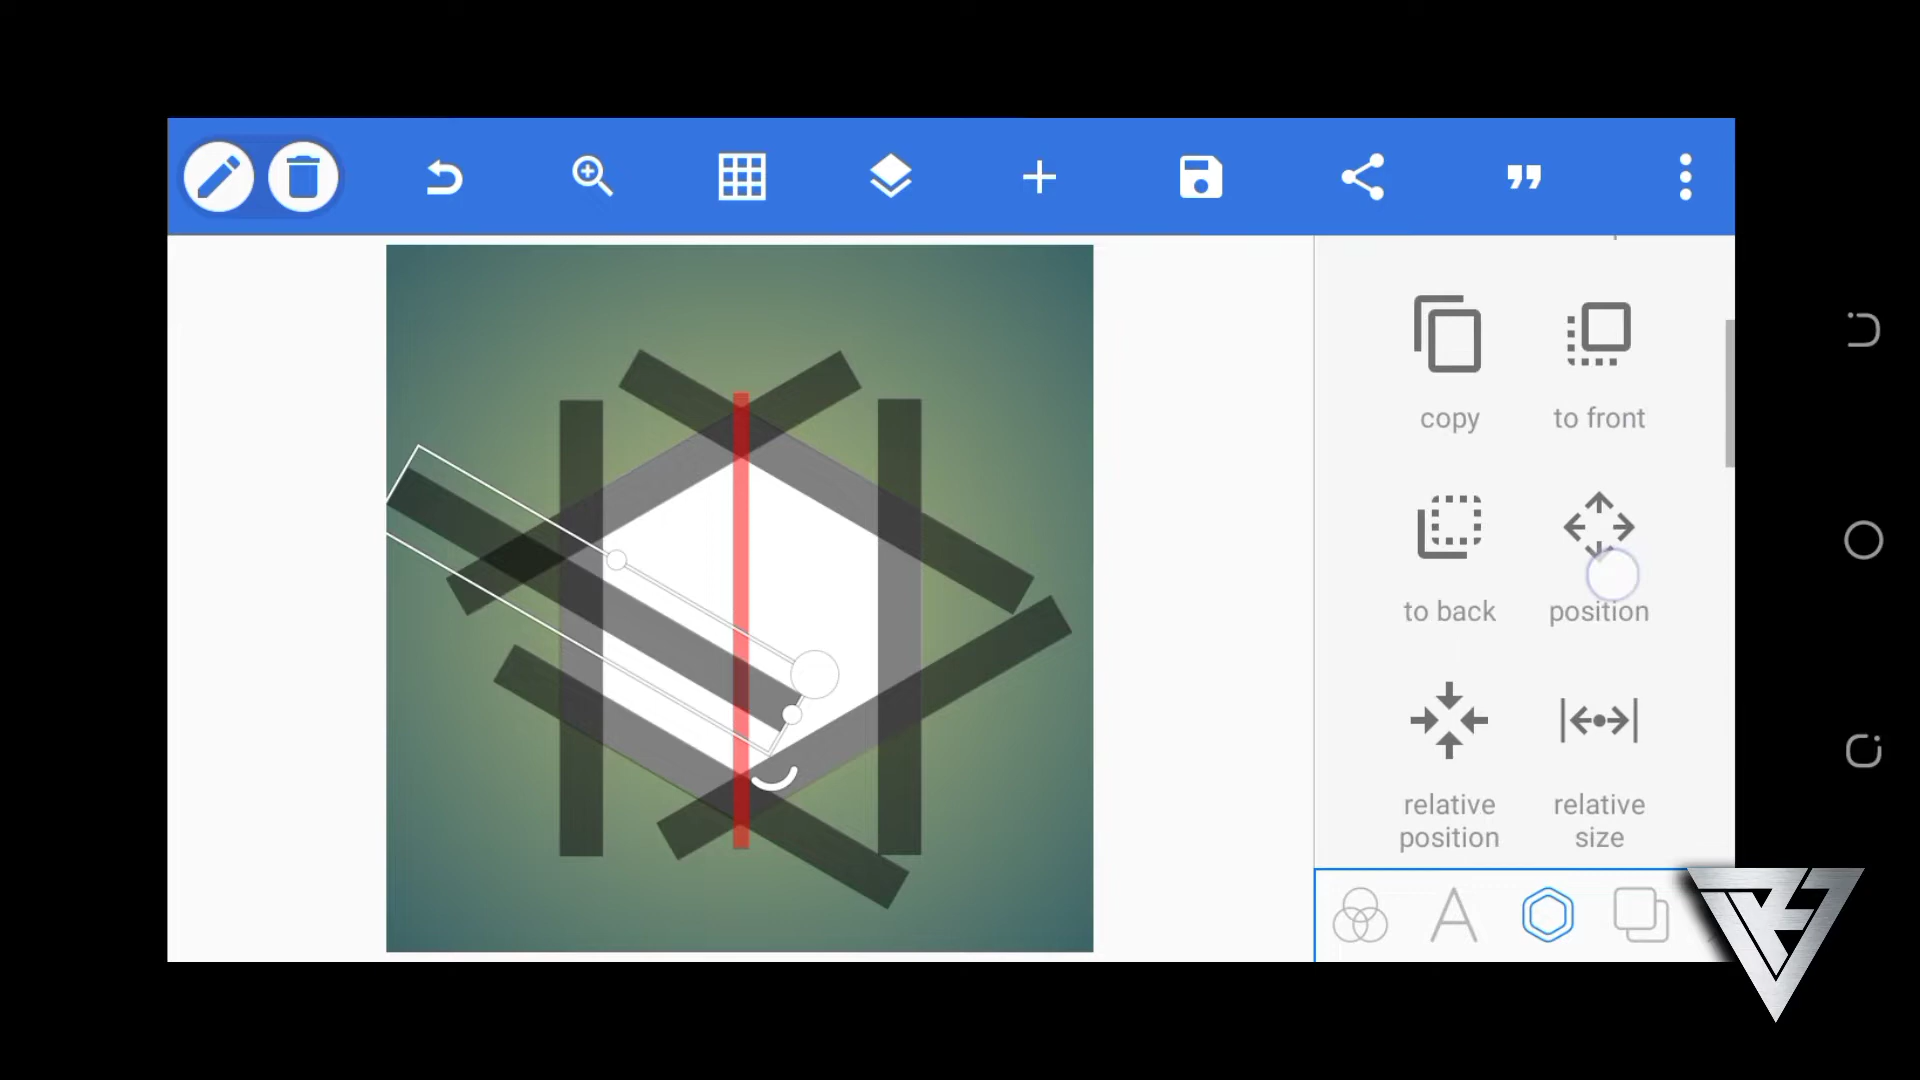 copy
to front
to back
position
relative
position
relative
size